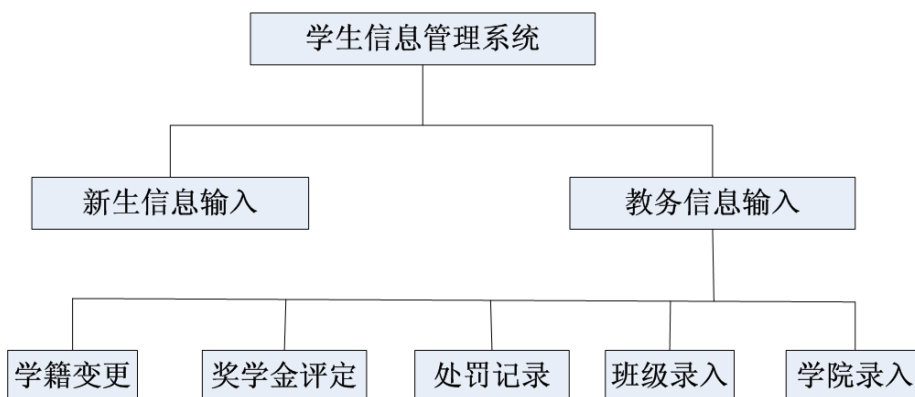 学生信息管理系统
新生信息输入
教务信息输入
学籍变更
奖学金评定
处罚记录
班级录入
学院录入